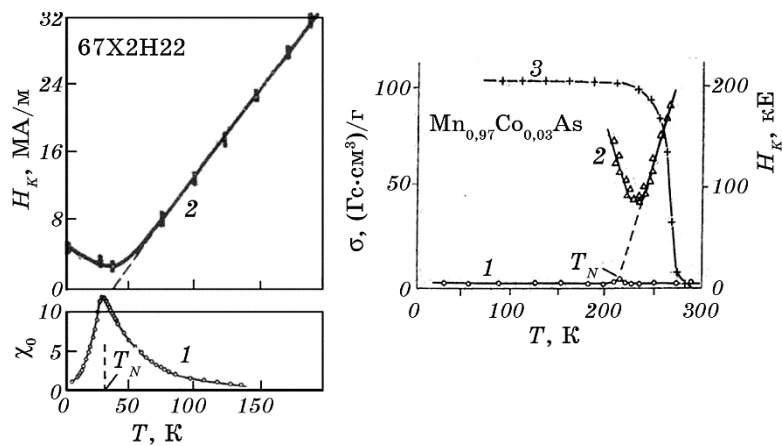 32
24
16
8
0
H_K, МА/м
67Х2Н22
2
10
5
0
χ₀
1
T_N
0
50
100
150
T, К
100
50
0
σ, (Гс·см³)/г
3
Mn₀,₉₇Co₀,₀₃As
2
1
T_N
200
100
0
H_K, кЕ
100
200
300
T, К